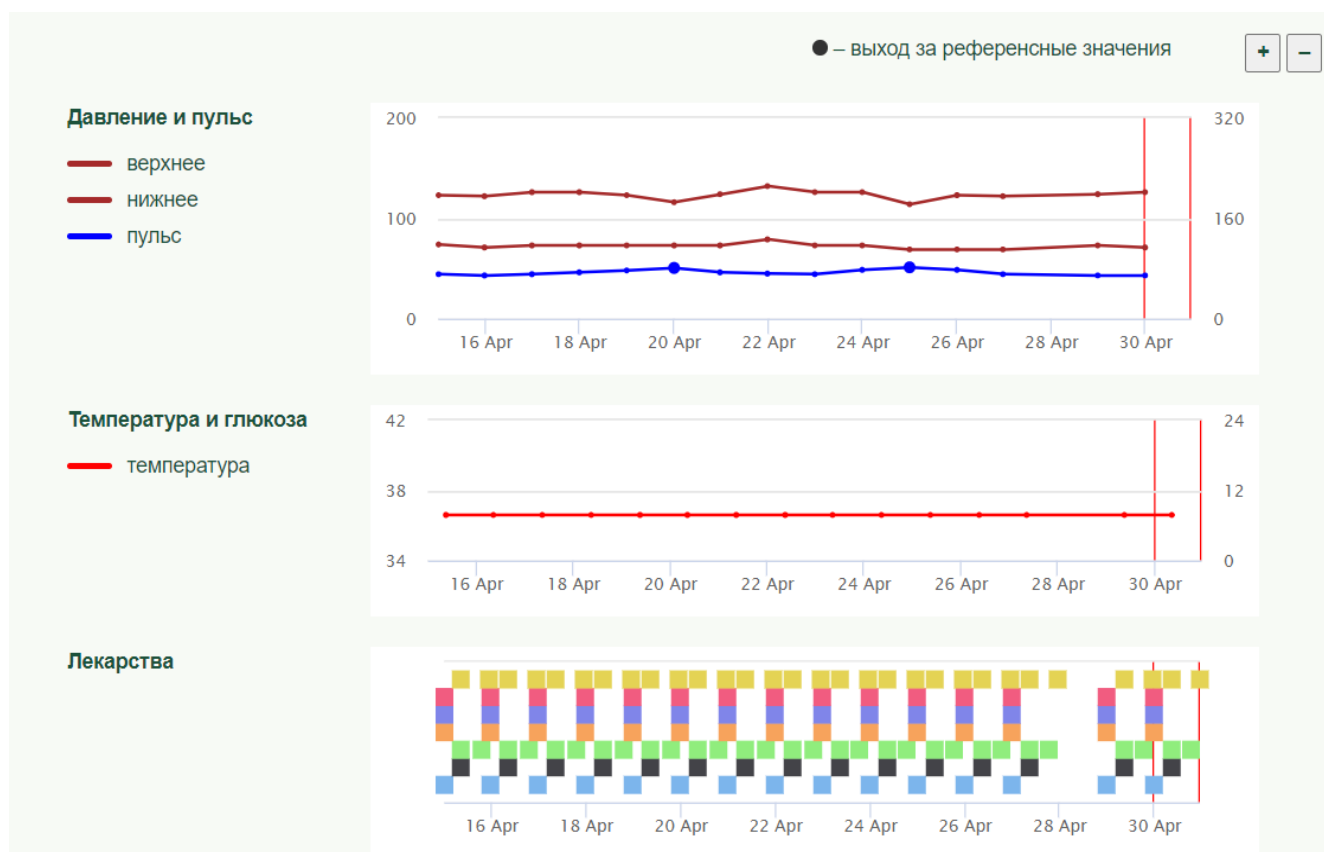 – выход за референсные значения
+ –
Давление и пульс
верхнее
нижнее
пульс
200 320
100 160
0 0
16 Apr 18 Apr 20 Apr 22 Apr 24 Apr 26 Apr 28 Apr 30 Apr
Температура и глюкоза
температура
42 24
38 12
34 0
16 Apr 18 Apr 20 Apr 22 Apr 24 Apr 26 Apr 28 Apr 30 Apr
Лекарства
16 Apr 18 Apr 20 Apr 22 Apr 24 Apr 26 Apr 28 Apr 30 Apr